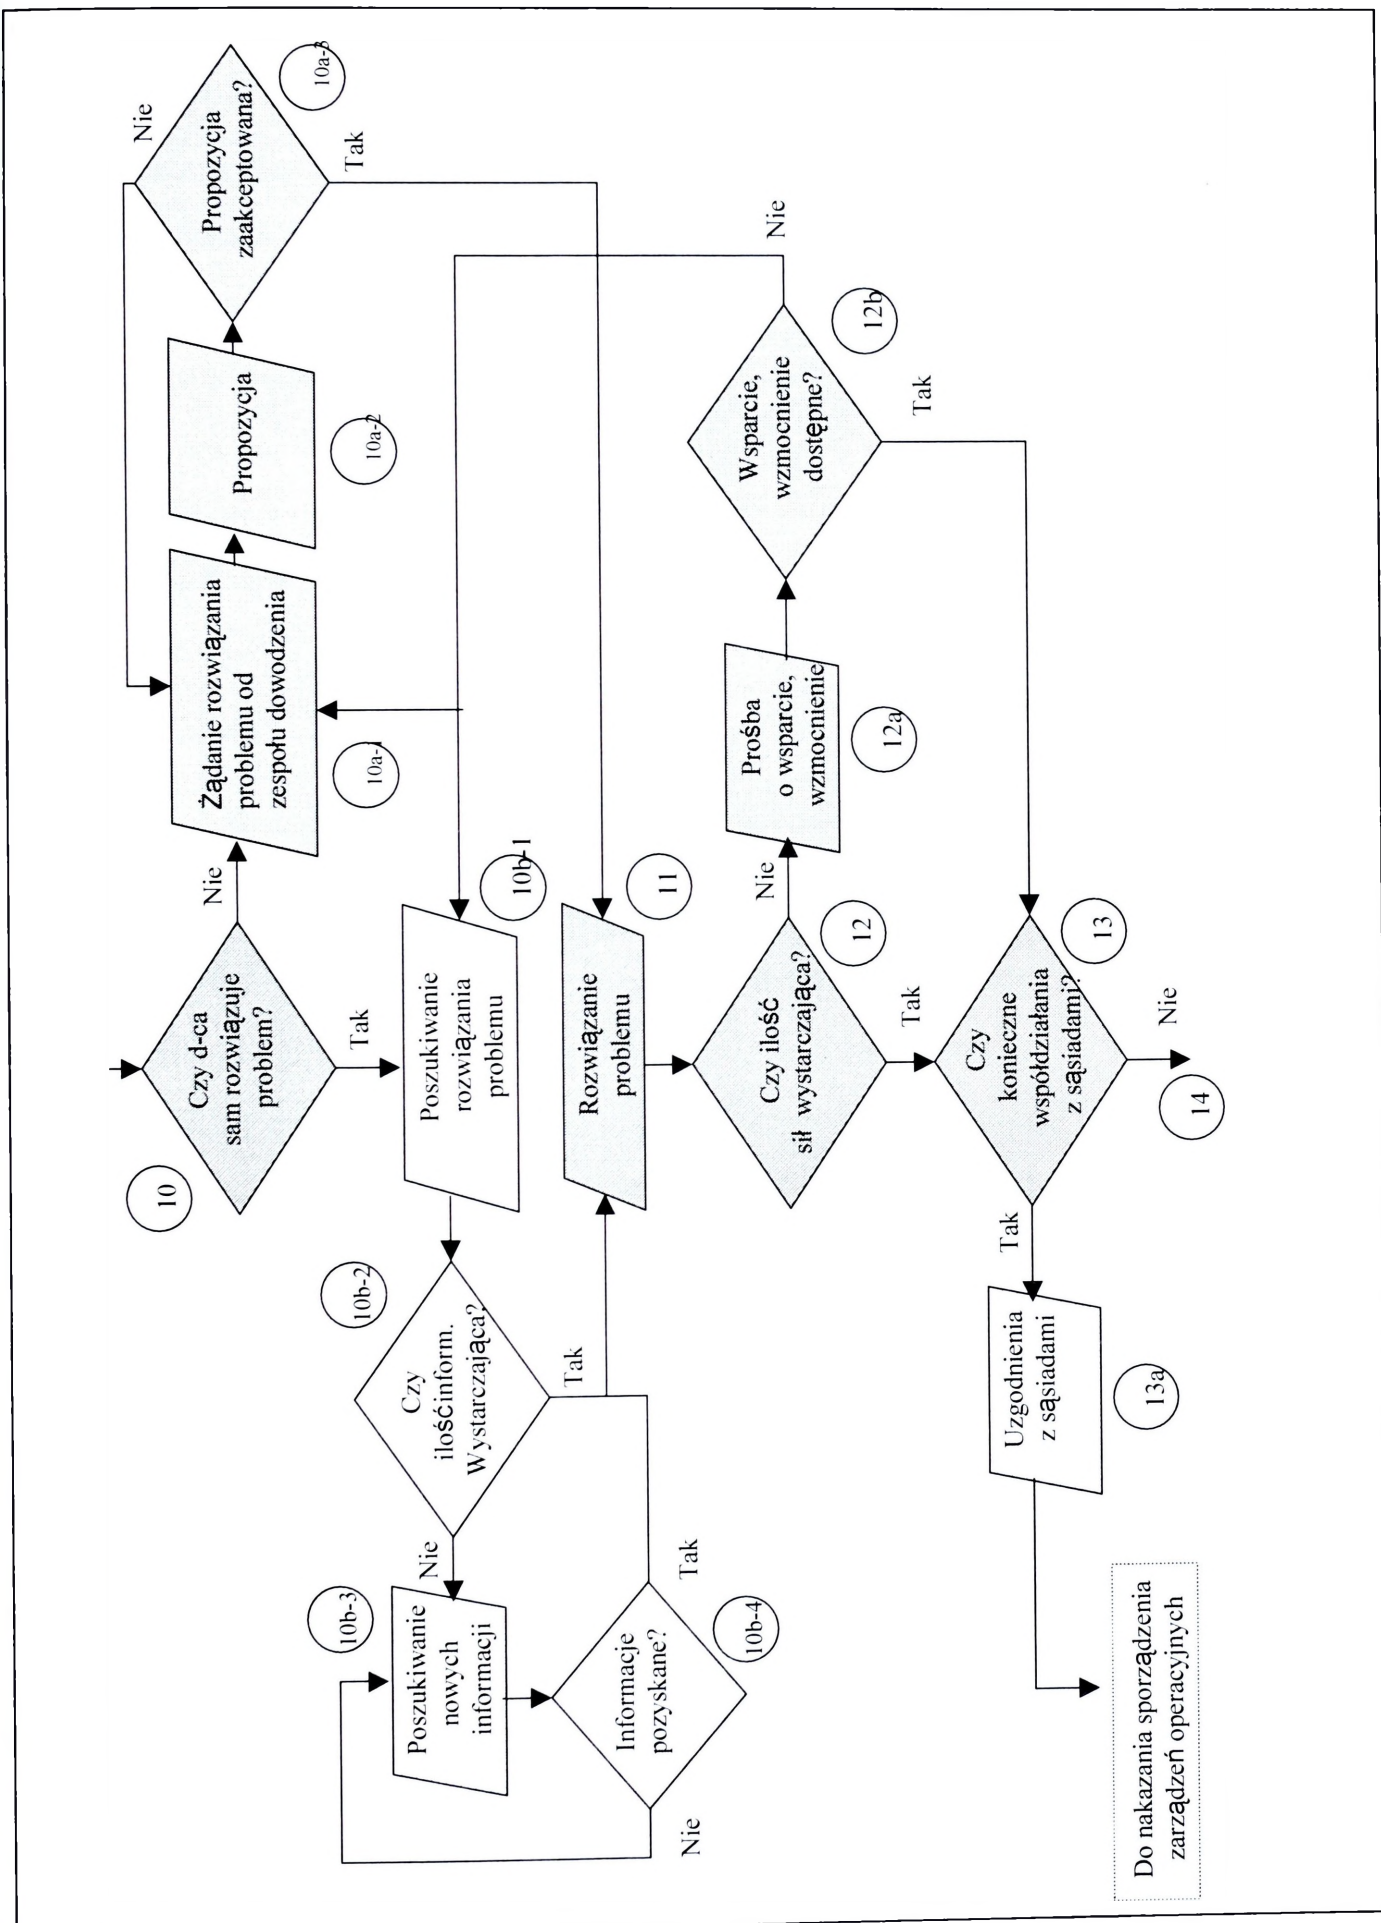 10
Czy d-ca
sam rozwiązuje
problem?
Nie
Tak
Żądanie rozwiązania
problemu od
zespołu dowodzenia
10a-1
Propozycja
10a-2
Propozycja
zaakceptowana?
10a-3
Nie
Tak
Poszukiwanie
rozwiązania
problemu
10b-1
10b-2
Czy
ilość inform.
Wystarczająca?
Nie
Tak
10b-3
Poszukiwanie
nowych
informacji
Informacje
pozyskane?
10b-4
Nie
Tak
Rozwiązanie
problemu
11
Czy ilość
sił wystarczająca?
12
Nie
Tak
Prośba
o wsparcie,
wzmocnienie
12a
Wsparcie,
wzmocnienie
dostępne?
12b
Nie
Tak
Czy
konieczne
współdziałania
z sąsiadami?
13
Tak
Nie
14
Uzgodnienia
z sąsiadami
13a
Do nakazania sporządzenia
zarządzeń operacyjnych